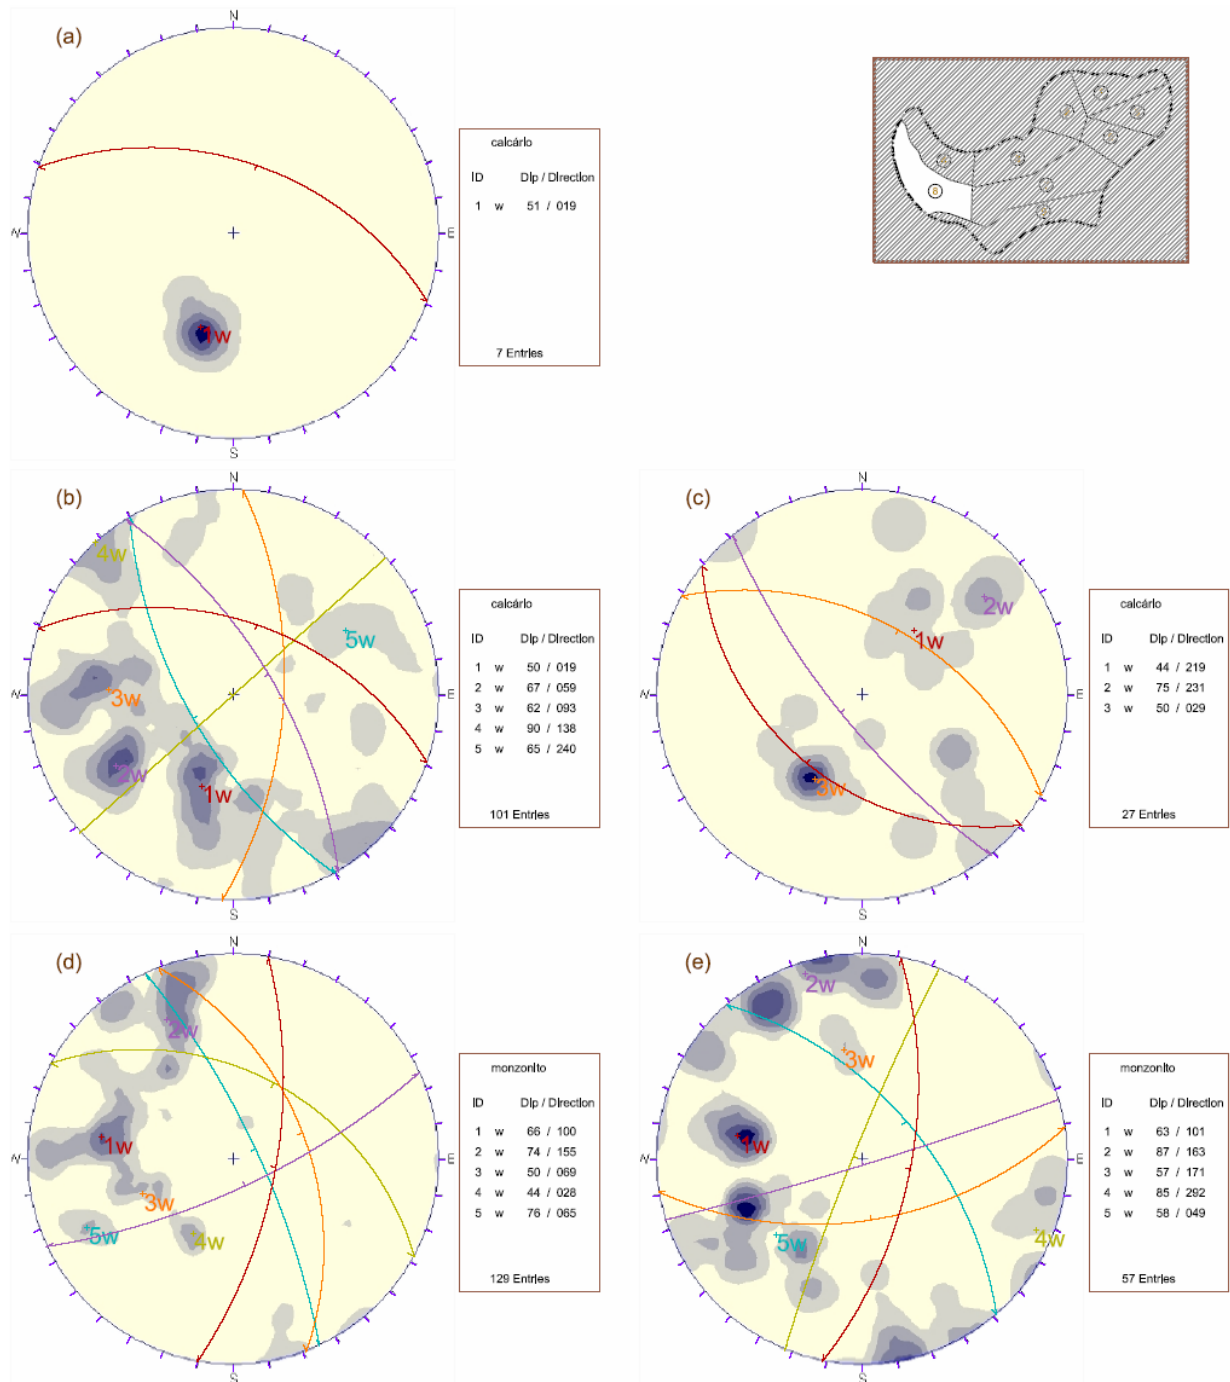 (a)
N
W
E
S
1w
calcário
ID Dip / Direction
1 w 51 / 019
7 Entries
8
(b)
N
W
E
S
4w
5w
3w
2w
1w
calcário
ID Dip / Direction
1 w 50 / 019
2 w 67 / 059
3 w 62 / 093
4 w 90 / 138
5 w 65 / 240
101 Entries
(c)
N
W
E
S
2w
1w
3w
calcário
ID Dip / Direction
1 w 44 / 219
2 w 75 / 231
3 w 50 / 029
27 Entries
(d)
N
W
E
S
2w
1w
3w
5w
4w
monzonito
ID Dip / Direction
1 w 66 / 100
2 w 74 / 155
3 w 50 / 069
4 w 44 / 028
5 w 76 / 065
129 Entries
(e)
N
W
E
S
2w
3w
1w
5w
4w
monzonito
ID Dip / Direction
1 w 63 / 101
2 w 87 / 163
3 w 57 / 171
4 w 85 / 292
5 w 58 / 049
57 Entries